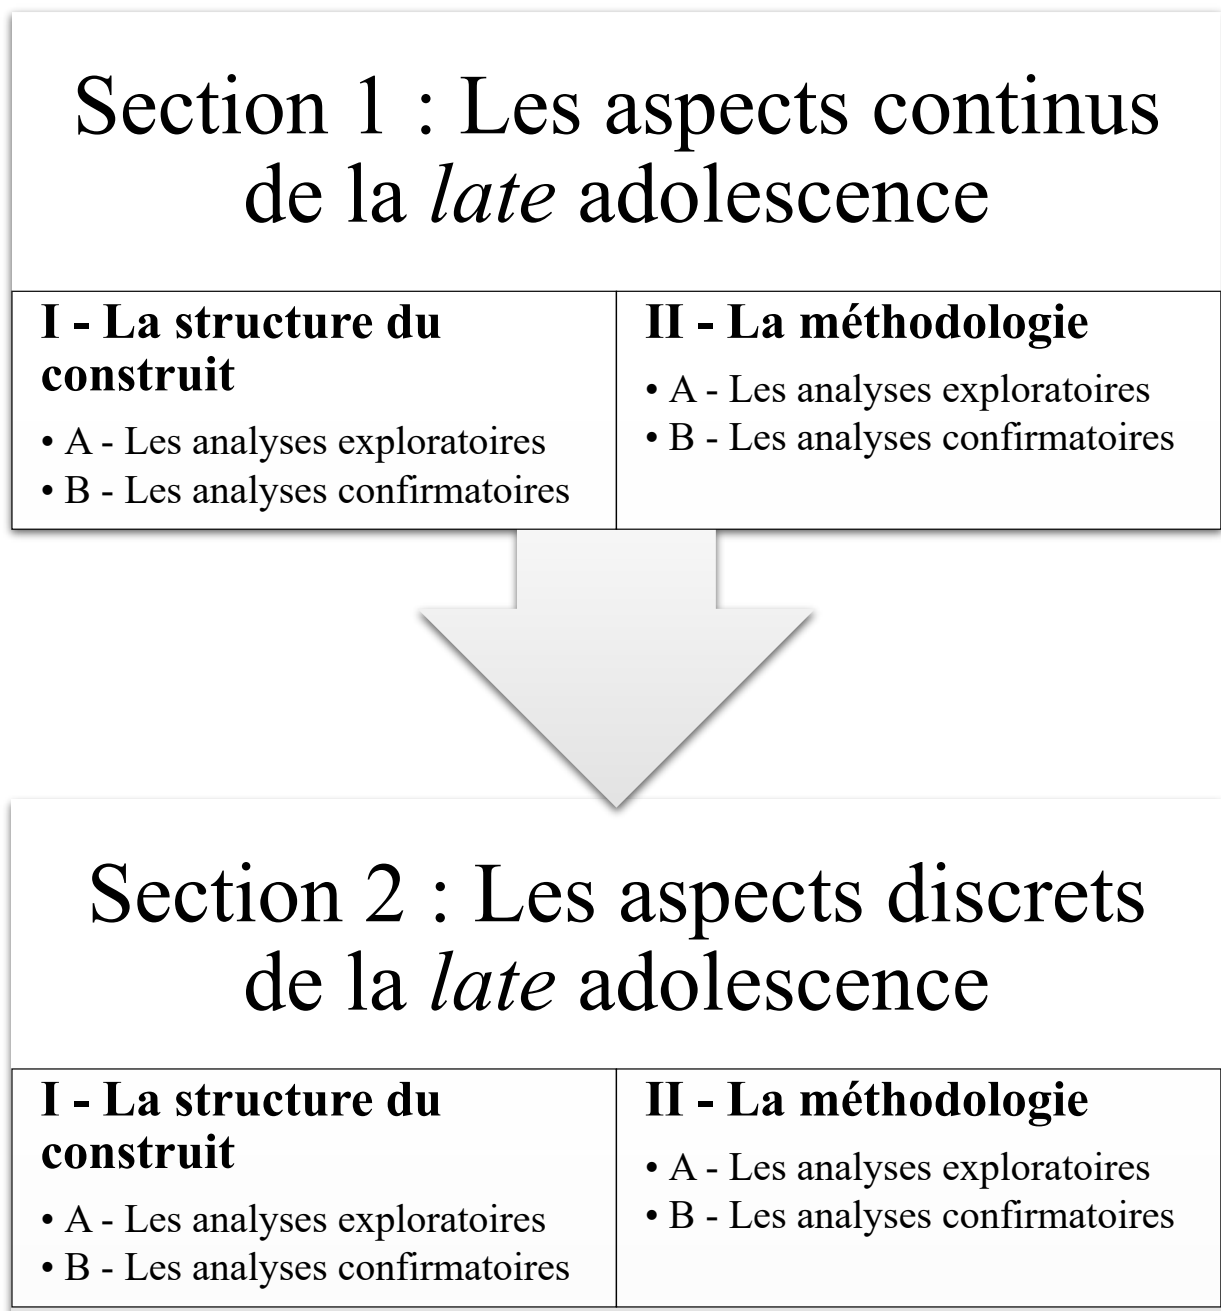 Section 1 : Les aspects continus
de la late adolescence
I - La structure du
construit
• A - Les analyses exploratoires
• B - Les analyses confirmatoires
II - La méthodologie
• A - Les analyses exploratoires
• B - Les analyses confirmatoires
Section 2 : Les aspects discrets
de la late adolescence
I - La structure du
construit
• A - Les analyses exploratoires
• B - Les analyses confirmatoires
II - La méthodologie
• A - Les analyses exploratoires
• B - Les analyses confirmatoires